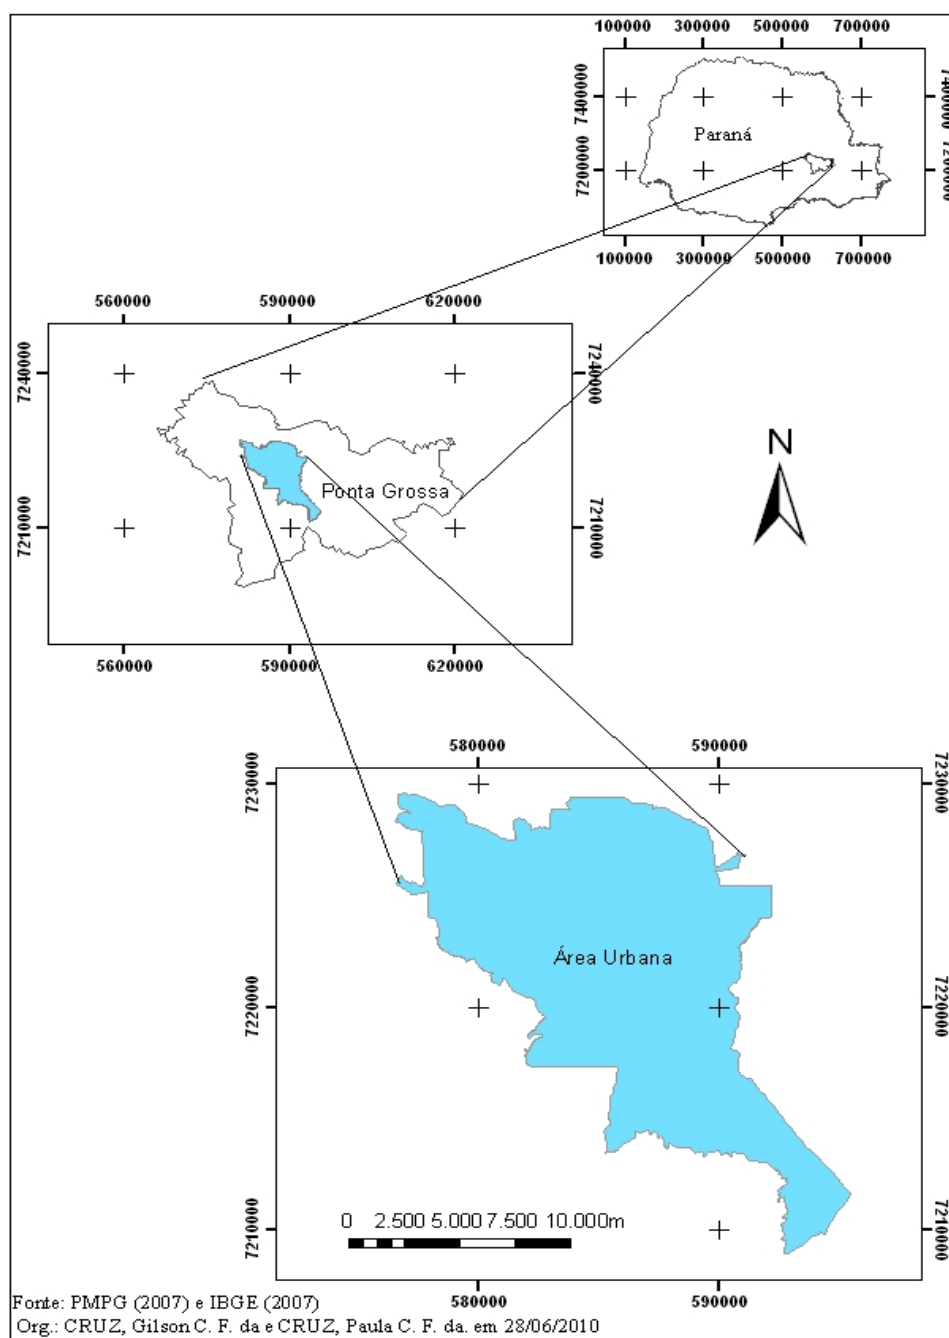 100000 300000 500000 700000
7400000
7400000
Paraná
7200000
7200000
100000 300000 500000 700000
560000 590000 620000
7240000
7240000
N
Ponta Grossa
7210000
7210000
560000 590000 620000
580000 590000
7230000
7230000
Área Urbana
7220000
7220000
0 2.500 5.000 7.500 10.000m
7210000
7210000
580000 590000
Fonte: PMPG (2007) e IBGE (2007)
Org.: CRUZ, Gilson C. F. da e CRUZ, Paula C. F. da. em 28/06/2010